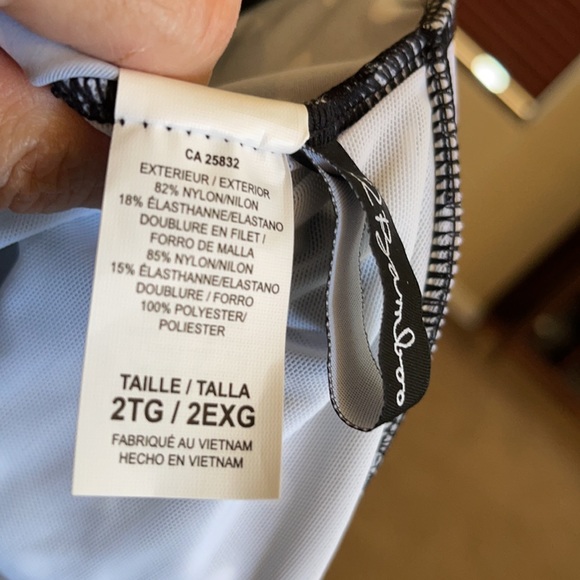 CA 25832
EXTERIEUR / EXTERIOR
82% NYLON/NILON
18% ÉLASTHANNE/ELASTANO
DOUBLURE EN FILET /
FORRO DE MALLA
85% NYLON/NILON
15% ÉLASTHANNE/ELASTANO
DOUBLURE / FORRO
100% POLYESTER/
POLIESTER
TAILLE / TALLA
2TG / 2EXG
FABRIQUÉ AU VIETNAM
HECHO EN VIETNAM